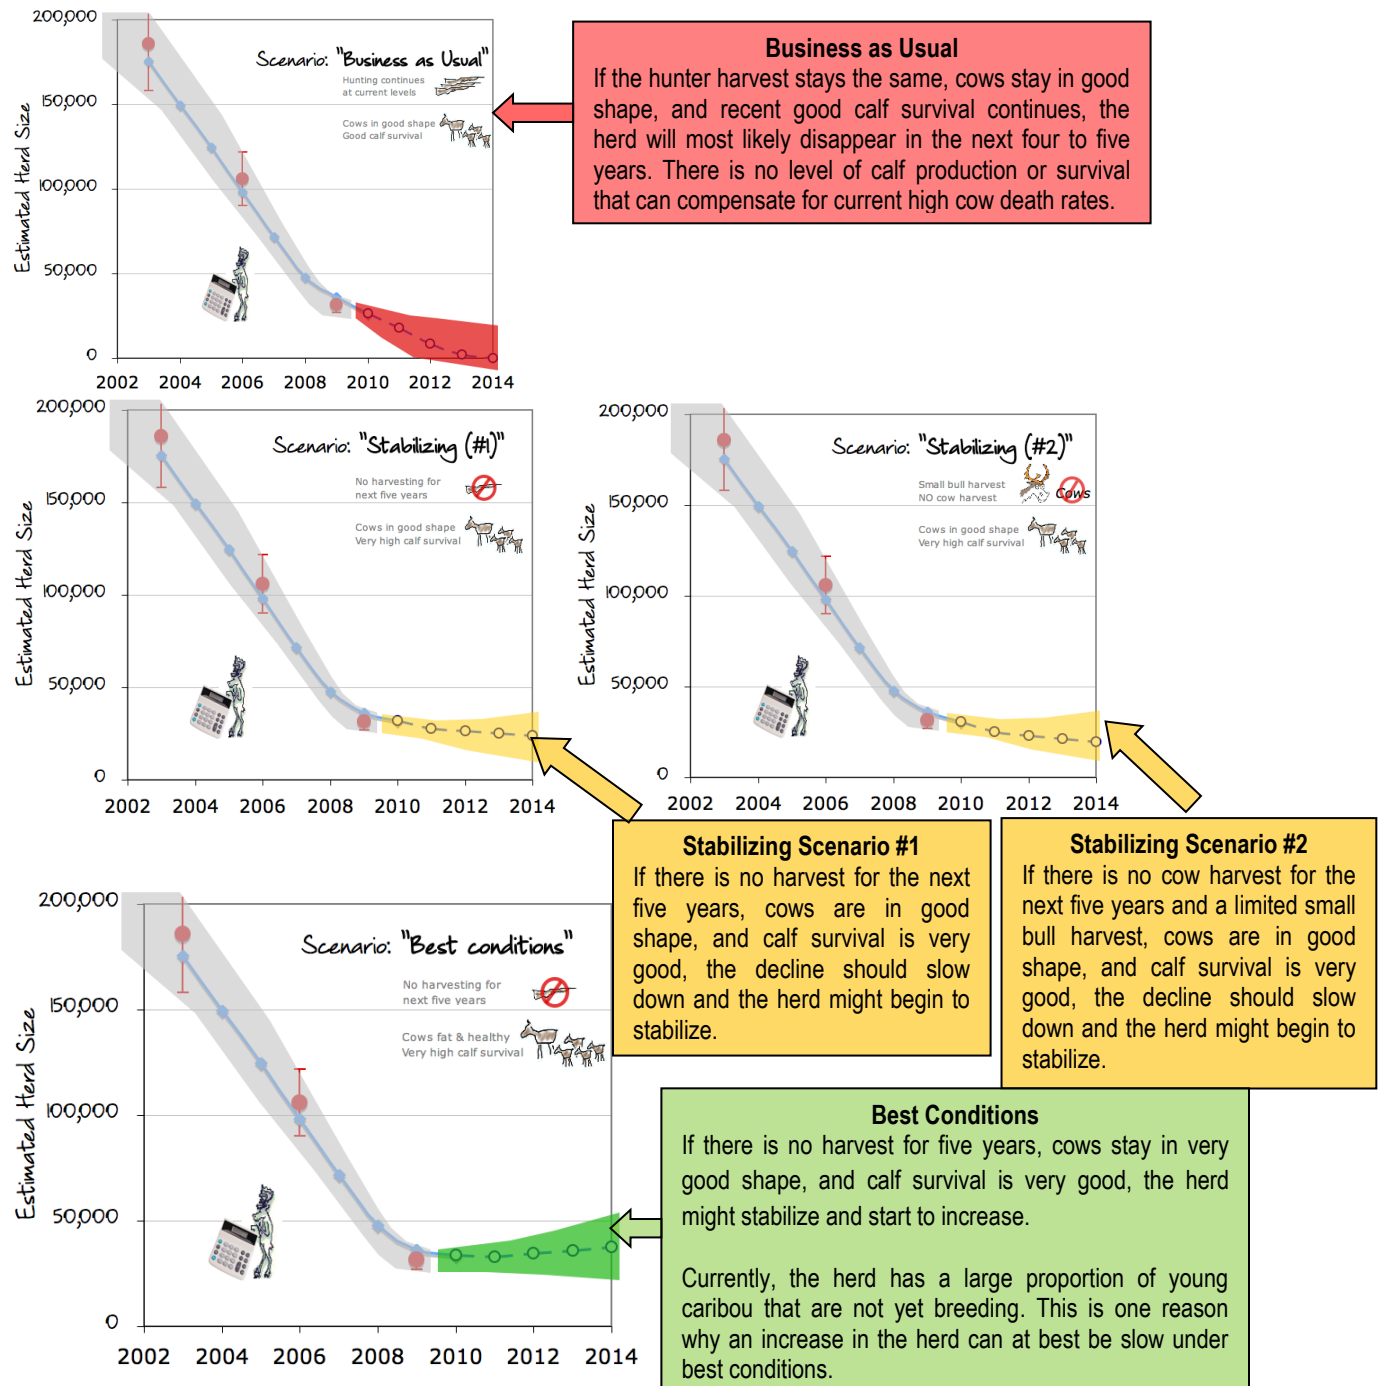 200,000
150,000
100,000
50,000
0
Estimated Herd Size
Scenario: "Business as Usual"
Hunting continues
at current levels
Cows in good shape
Good calf survival
2002 2004 2006 2008 2010 2012 2014
Business as Usual
If the hunter harvest stays the same, cows stay in good
shape, and recent good calf survival continues, the
herd will most likely disappear in the next four to five
years. There is no level of calf production or survival
that can compensate for current high cow death rates.
200,000
150,000
100,000
50,000
0
Estimated Herd Size
Scenario: "Stabilizing (#1)"
No harvesting for
next five years
Cows in good shape
Very high calf survival
2002 2004 2006 2008 2010 2012 2014
200,000
150,000
100,000
50,000
0
Estimated Herd Size
Scenario: "Stabilizing (#2)"
Small bull harvest
NO cow harvest
Cows
Cows in good shape
Very high calf survival
2002 2004 2006 2008 2010 2012 2014
Stabilizing Scenario #1
If there is no harvest for the next
five years, cows are in good
shape, and calf survival is very
good, the decline should slow
down and the herd might begin to
stabilize.
Stabilizing Scenario #2
If there is no cow harvest for the
next five years and a limited small
bull harvest, cows are in good
shape, and calf survival is very
good, the decline should slow
down and the herd might begin to
stabilize.
200,000
150,000
100,000
50,000
0
Estimated Herd Size
Scenario: "Best conditions"
No harvesting for
next five years
Cows fat & healthy
Very high calf survival
2002 2004 2006 2008 2010 2012 2014
Best Conditions
If there is no harvest for five years, cows stay in very
good shape, and calf survival is very good, the herd
might stabilize and start to increase.
Currently, the herd has a large proportion of young
caribou that are not yet breeding. This is one reason
why an increase in the herd can at best be slow under
best conditions.